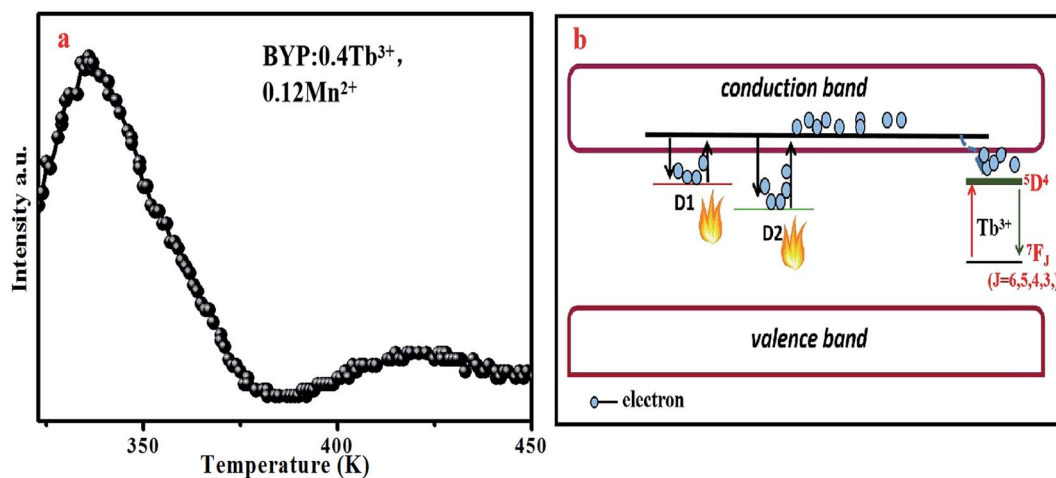 a
BYP:0.4Tb³⁺,
0.12Mn²⁺
Intensity a.u.
350
400
450
Temperature (K)
b
conduction band
D1
D2
⁵D⁴
Tb³⁺
⁷F_J
(J=6,5,4,3,)
valence band
electron